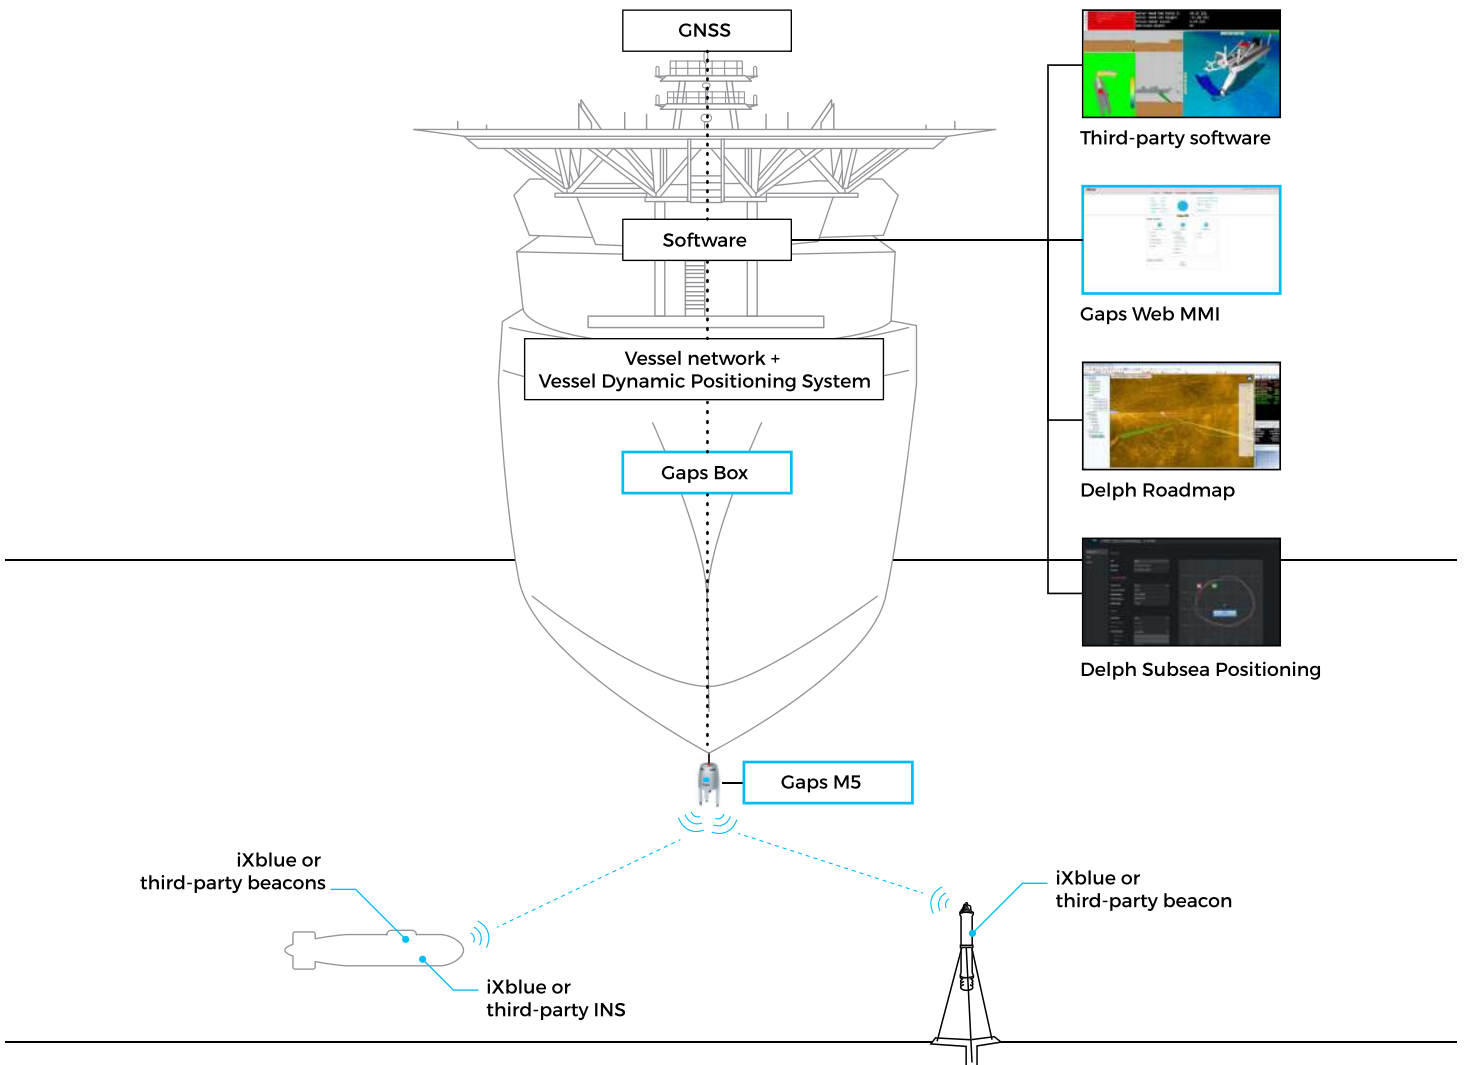 GNSS
Third-party software
Software
Gaps Web MMI
Vessel network +
Vessel Dynamic Positioning System
Gaps Box
Delph Roadmap
Delph Subsea Positioning
Gaps M5
iXblue or
third-party beacons
iXblue or
third-party beacon
iXblue or
third-party INS